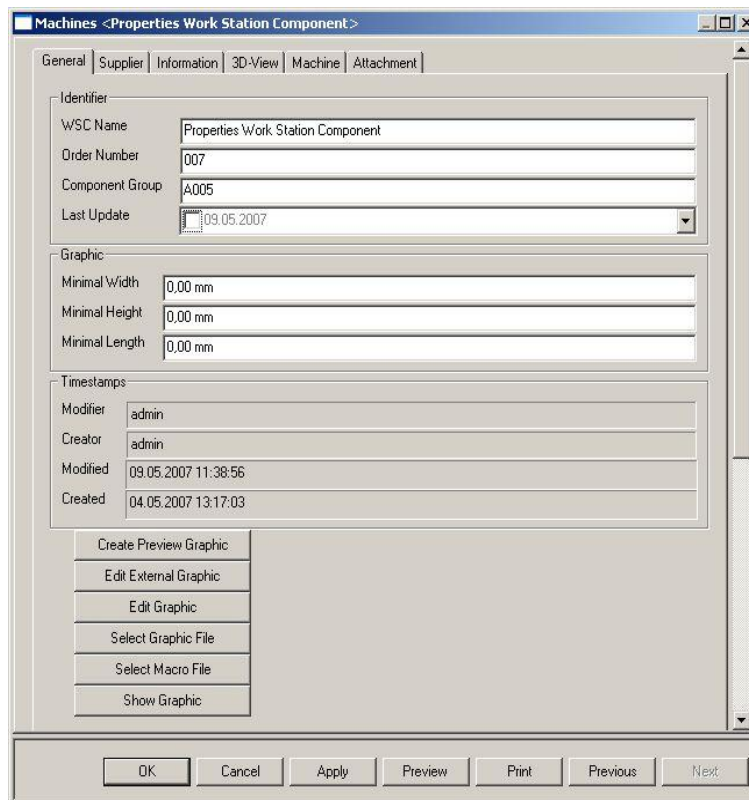 Machines <Properties Work Station Component>
General Supplier Information 3D-View Machine Attachment
Identifier
WSC Name Properties Work Station Component
Order Number 007
Component Group A005
Last Update 09.05.2007
Graphic
Minimal Width 0,00 mm
Minimal Height 0,00 mm
Minimal Length 0,00 mm
Timestamps
Modifier admin
Creator admin
Modified 09.05.2007 11:38:56
Created 04.05.2007 13:17:03
Create Preview Graphic
Edit External Graphic
Edit Graphic
Select Graphic File
Select Macro File
Show Graphic
OK Cancel Apply Preview Print Previous Next